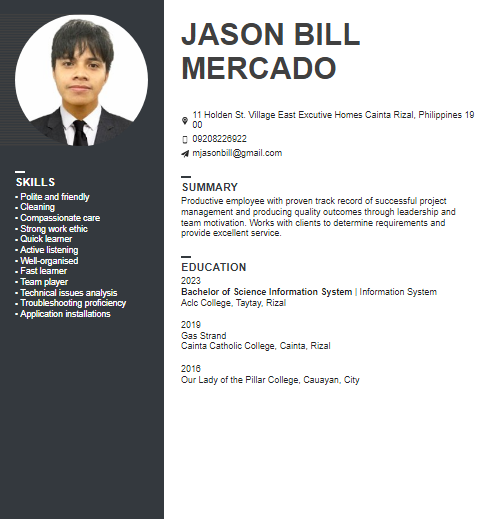 JASON BILL
MERCADO
11 Holden St. Village East Excutive Homes Cainta Rizal, Philippines 19
00
09208226922
mjasonbill@gmail.com
SKILLS
Polite and friendly
Cleaning
Compassionate care
Strong work ethic
Quick learner
Active listening
Well-organised
Fast learner
Team player
Technical issues analysis
Troubleshooting proficiency
Application installations
SUMMARY
Productive employee with proven track record of successful project
management and producing quality outcomes through leadership and
team motivation. Works with clients to determine requirements and
provide excellent service.
EDUCATION
2023
Bachelor of Science Information System | Information System
Aclc College, Taytay, Rizal
2019
Gas Strand
Cainta Catholic College, Cainta, Rizal
2016
Our Lady of the Pillar College, Cauayan, City